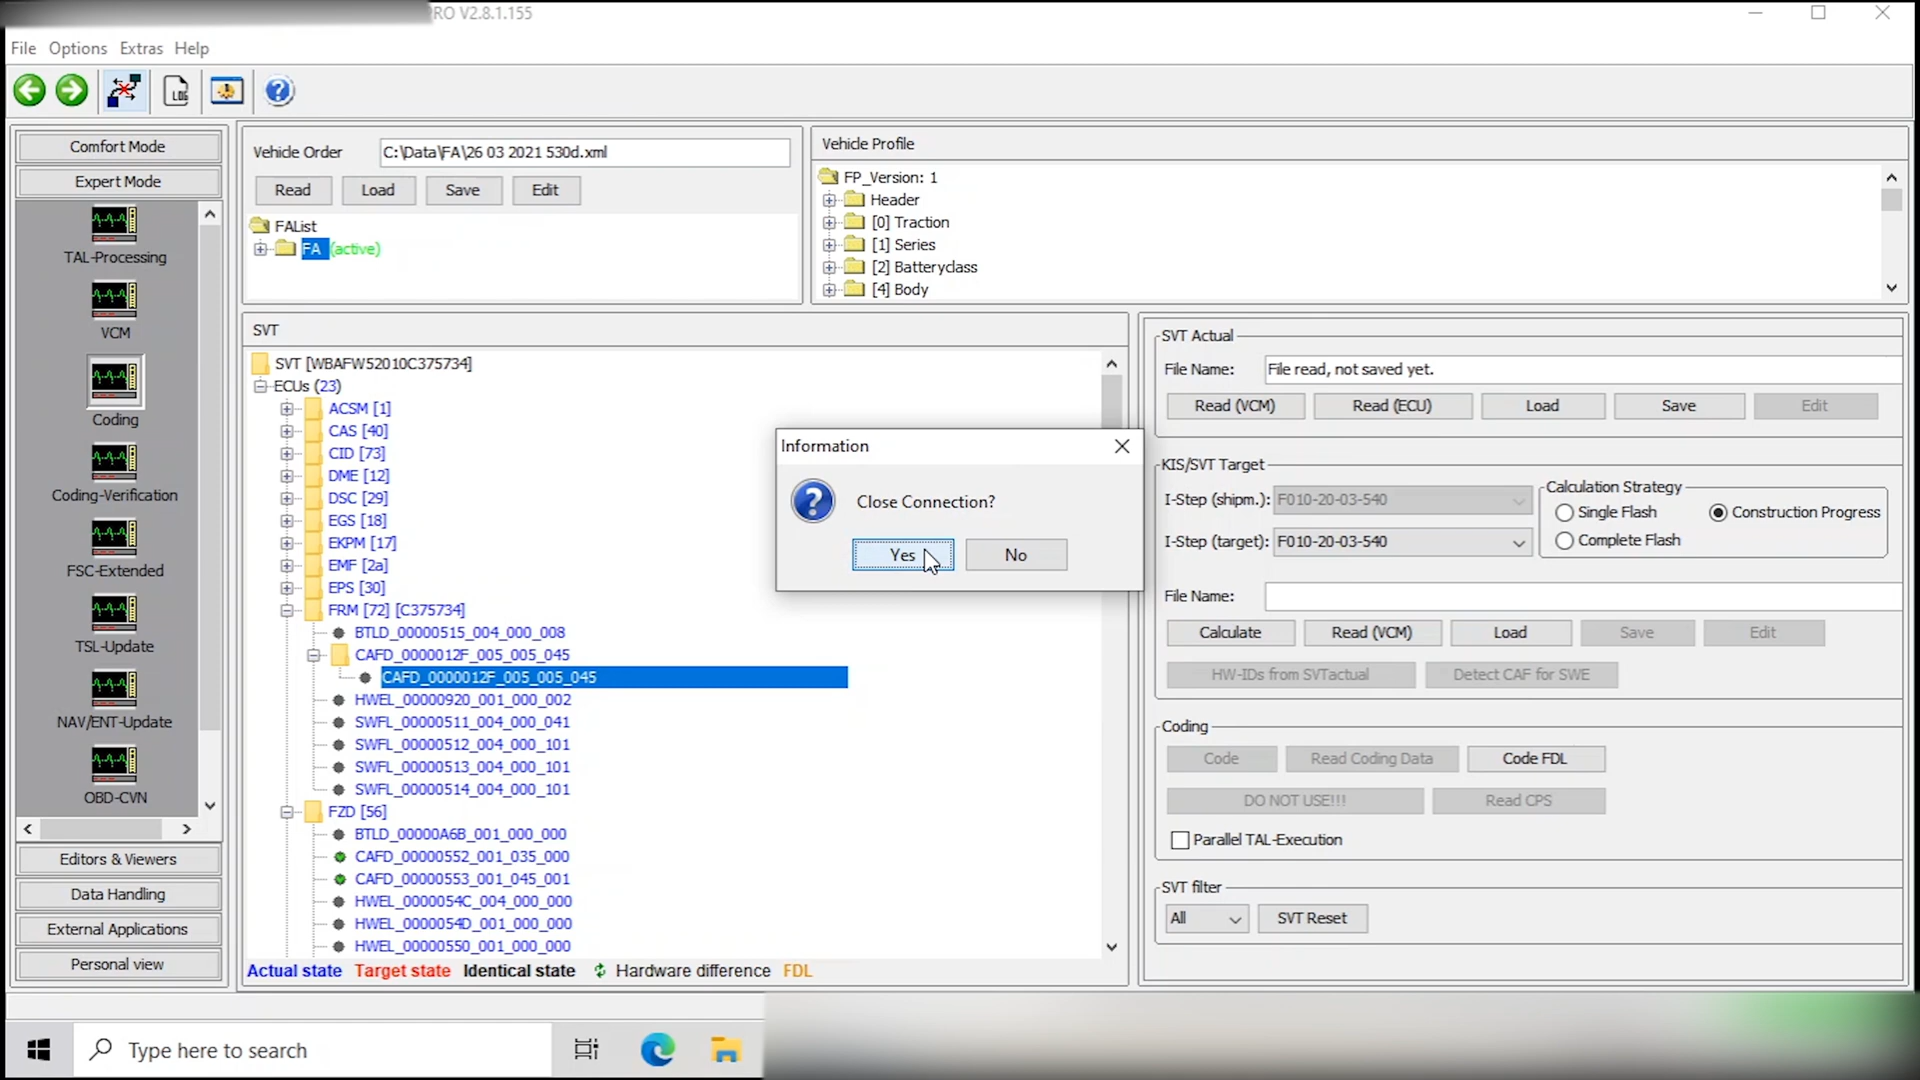 RO V2.8.1.155
File Options Extras Help
LOG
Comfort Mode
Expert Mode
TAL-Processing
VCM
Coding
Coding-Verification
FSC-Extended
TSL-Update
NAV/ENT-Update
OBD-CVN
Editors & Viewers
Data Handling
External Applications
Personal view
Vehicle Order C:\Data\FA\26 03 2021 530d.xml
Read Load Save Edit
FAList
FA (active)
Vehicle Profile
FP_Version: 1
Header
[0] Traction
[1] Series
[2] Batteryclass
[4] Body
SVT
SVT [WBAFW52010C375734]
ECUs (23)
ACSM [1]
CAS [40]
CID [73]
DME [12]
DSC [29]
EGS [18]
EKPM [17]
EMF [2a]
EPS [30]
FRM [72] [C375734]
BTLD_00000515_004_000_008
CAFD_0000012F_005_005_045
CAFD_0000012F_005_005_045
HWEL_00000920_001_000_002
SWFL_00000511_004_000_041
SWFL_00000512_004_000_101
SWFL_00000513_004_000_101
SWFL_00000514_004_000_101
FZD [56]
BTLD_00000A6B_001_000_000
CAFD_00000552_001_035_000
CAFD_00000553_001_045_001
HWEL_0000054C_004_000_000
HWEL_0000054D_001_000_000
HWEL_00000550_001_000_000
Actual state Target state Identical state Hardware difference FDL
Information
Close Connection?
Yes No
SVT Actual
File Name: File read, not saved yet.
Read (VCM) Read (ECU) Load Save Edit
KIS/SVT Target
I-Step (shipm.): F010-20-03-540
I-Step (target): F010-20-03-540
Calculation Strategy
Single Flash Construction Progress
Complete Flash
File Name:
Calculate Read (VCM) Load Save Edit
HW-IDs from SVTactual Detect CAF for SWE
Coding
Code Read Coding Data Code FDL
DO NOT USE!!! Read CPS
Parallel TAL-Execution
SVT filter
All SVT Reset
Type here to search